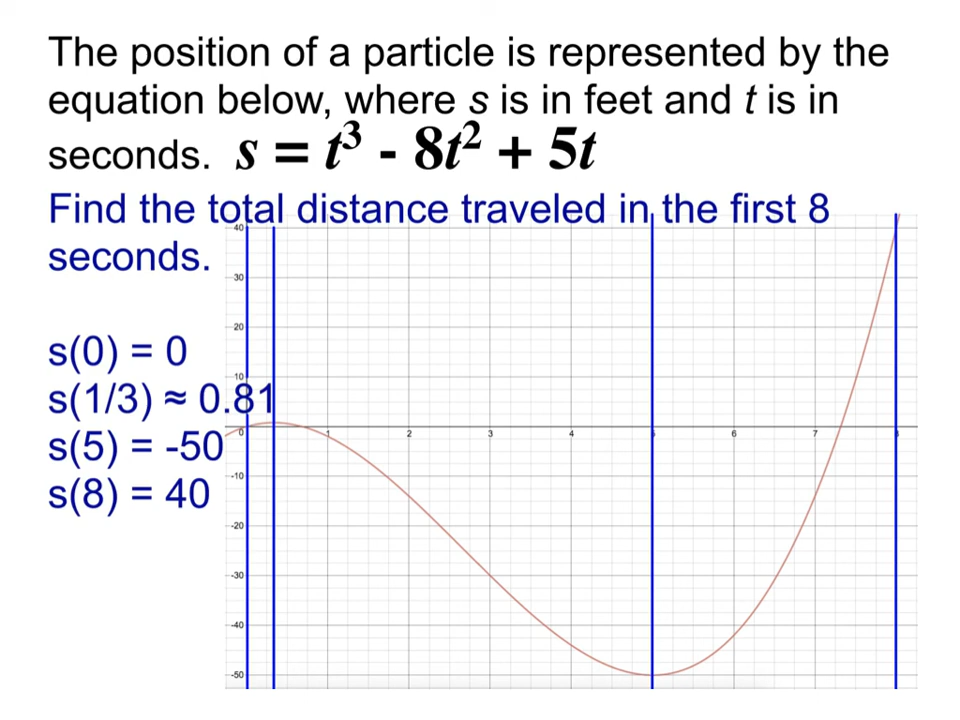 The position of a particle is represented by the
equation below, where s is in feet and t is in
seconds. s = t³ - 8t² + 5t
Find the total distance traveled in the first 8
seconds.
s(0) = 0
s(1/3) ≈ 0.81
s(5) = -50
s(8) = 40
40
30
20
10
0
1
2
3
4
5
6
7
8
-10
-20
-30
-40
-50